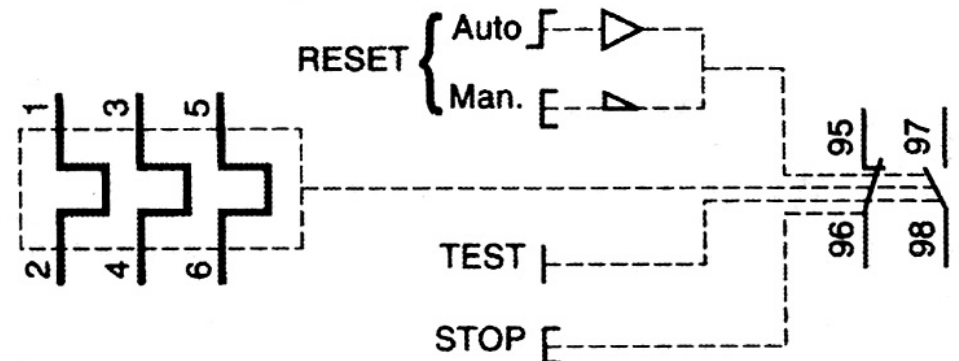 RESET
Auto
Man.
1 3 5
2 4 6
95 97
96 98
TEST
STOP